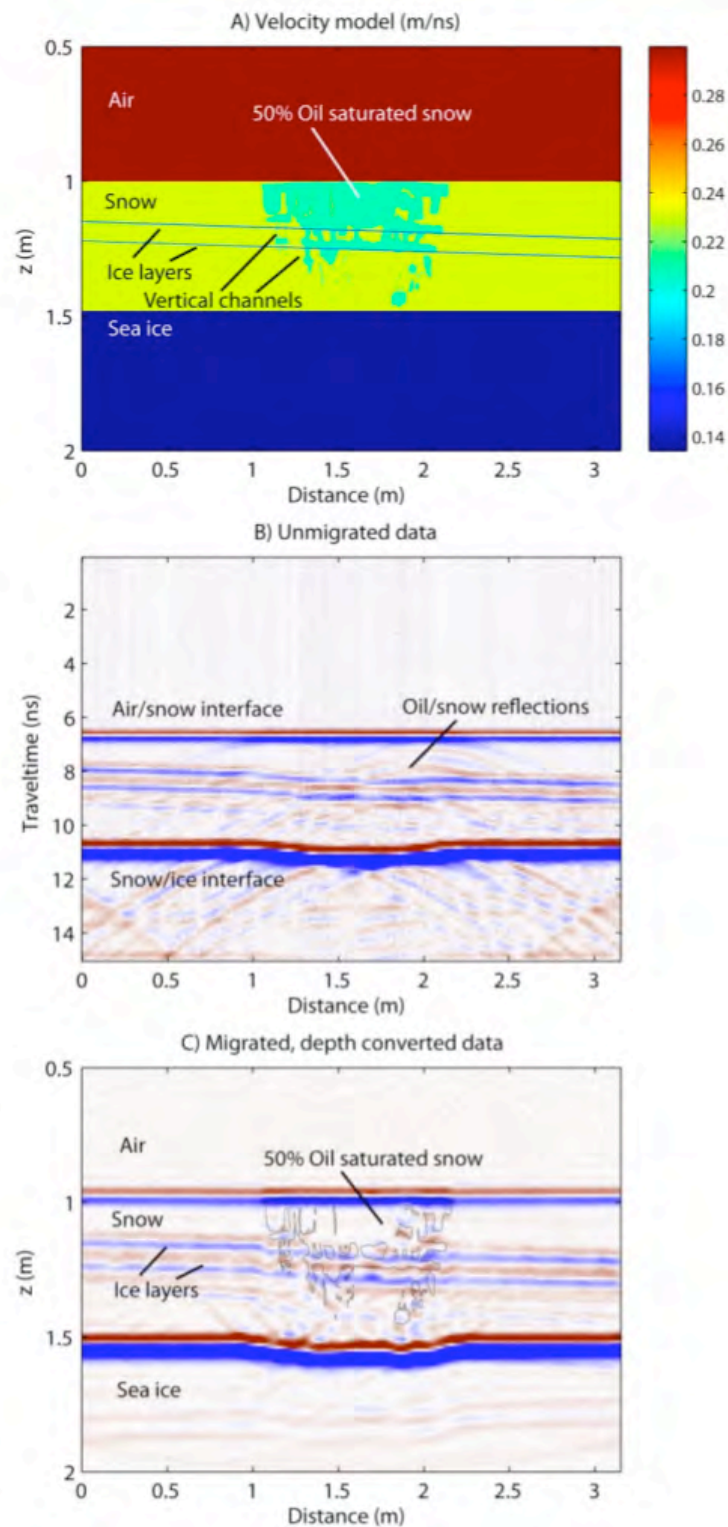 A) Velocity model (m/ns)
0.5
Air
50% Oil saturated snow
1
Snow
z (m)
Ice layers
Vertical channels
1.5
Sea ice
2
0 0.5 1 1.5 2 2.5 3
Distance (m)
0.28
0.26
0.24
0.22
0.2
0.18
0.16
0.14
B) Unmigrated data
2
4
6
8
10
12
14
Traveltime (ns)
Air/snow interface
Oil/snow reflections
Snow/ice interface
0 0.5 1 1.5 2 2.5 3
Distance (m)
C) Migrated, depth converted data
0.5
Air
50% Oil saturated snow
1
Snow
z (m)
Ice layers
1.5
Sea ice
2
0 0.5 1 1.5 2 2.5 3
Distance (m)